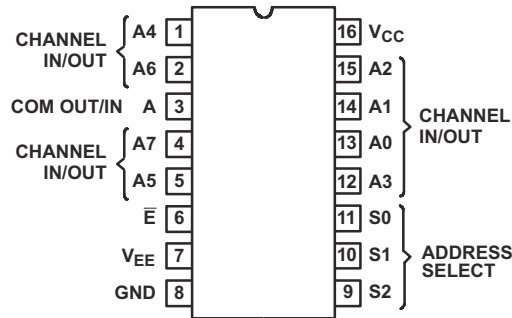 CHANNEL
IN/OUT
A4 1
A6 2
COM OUT/IN A 3
CHANNEL
IN/OUT
A7 4
A5 5
E̅ 6
VEE 7
GND 8
16 VCC
15 A2
14 A1
13 A0
12 A3
CHANNEL
IN/OUT
11 S0
10 S1
9 S2
ADDRESS
SELECT